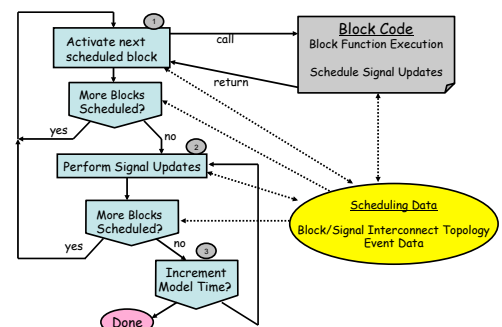 1
Activate next
scheduled block
call
return
Block Code
Block Function Execution
Schedule Signal Updates
More Blocks
Scheduled?
yes
no
2
Perform Signal Updates
More Blocks
Scheduled?
yes
no
Scheduling Data
Block/Signal Interconnect Topology
Event Data
3
Increment
Model Time?
Done